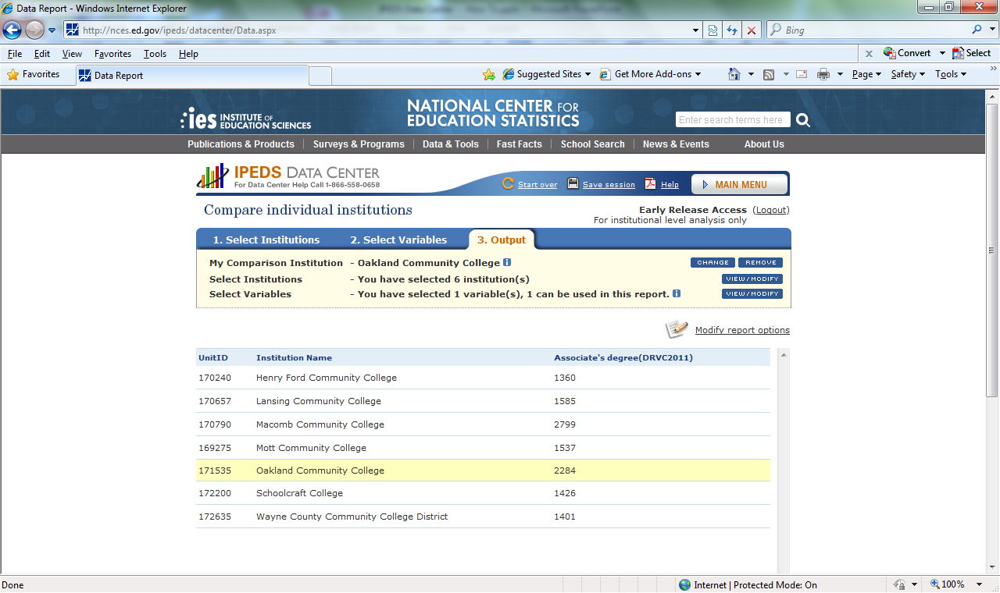 Data Report - Windows Internet Explorer
http://nces.ed.gov/ipeds/datacenter/Data.aspx
Bing
File Edit View Favorites Tools Help
Convert Select
Favorites Data Report Suggested Sites Get More Add-ons Page Safety Tools
ies INSTITUTE OF EDUCATION SCIENCES
NATIONAL CENTER FOR
EDUCATION STATISTICS
Enter search terms here
Publications & Products Surveys & Programs Data & Tools Fast Facts School Search News & Events About Us
IPEDS DATA CENTER
For Data Center Help Call 1-866-558-0658
Start over Save session Help MAIN MENU
Compare individual institutions
Early Release Access (Logout)
For institutional level analysis only
1. Select Institutions 2. Select Variables 3. Output
My Comparison Institution - Oakland Community College CHANGE REMOVE
Select Institutions - You have selected 6 institution(s) VIEW/MODIFY
Select Variables - You have selected 1 variable(s), 1 can be used in this report. VIEW/MODIFY
Modify report options
UnitID Institution Name Associate's degree(DRVC2011)
170240 Henry Ford Community College 1360
170657 Lansing Community College 1585
170790 Macomb Community College 2799
169275 Mott Community College 1537
171535 Oakland Community College 2284
172200 Schoolcraft College 1426
172635 Wayne County Community College District 1401
Done Internet | Protected Mode: On 100%